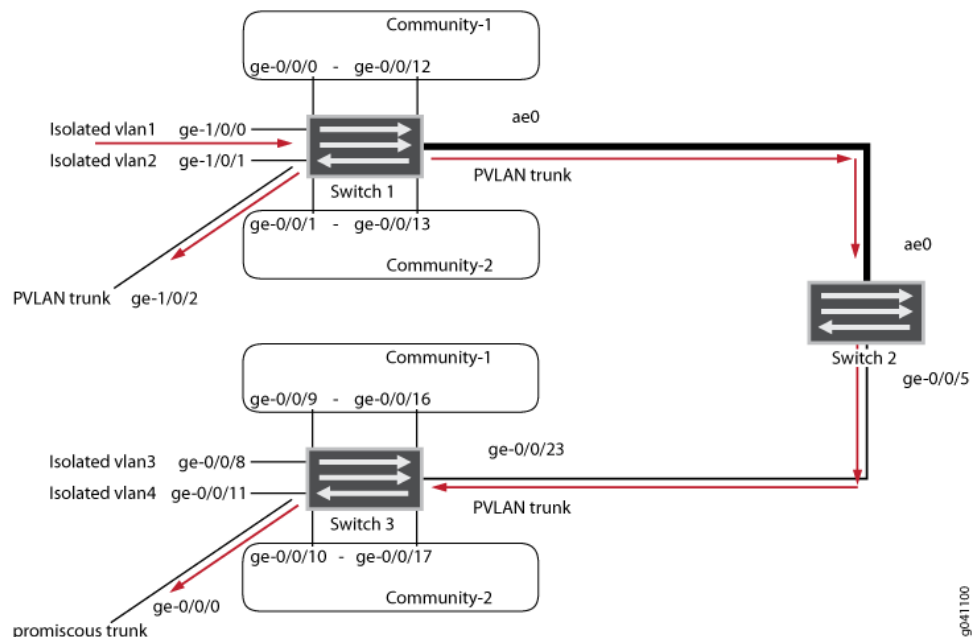 Community-1
ge-0/0/0 - ge-0/0/12
ae0
Isolated vlan1 ge-1/0/0
Isolated vlan2 ge-1/0/1
PVLAN trunk
Switch 1
ge-0/0/1 - ge-0/0/13
ae0
Community-2
PVLAN trunk ge-1/0/2
Switch 2
Community-1
ge-0/0/5
ge-0/0/9 - ge-0/0/16
ge-0/0/23
Isolated vlan3 ge-0/0/8
Isolated vlan4 ge-0/0/11
PVLAN trunk
Switch 3
ge-0/0/10 - ge-0/0/17
Community-2
ge-0/0/0
promiscous trunk
g041100